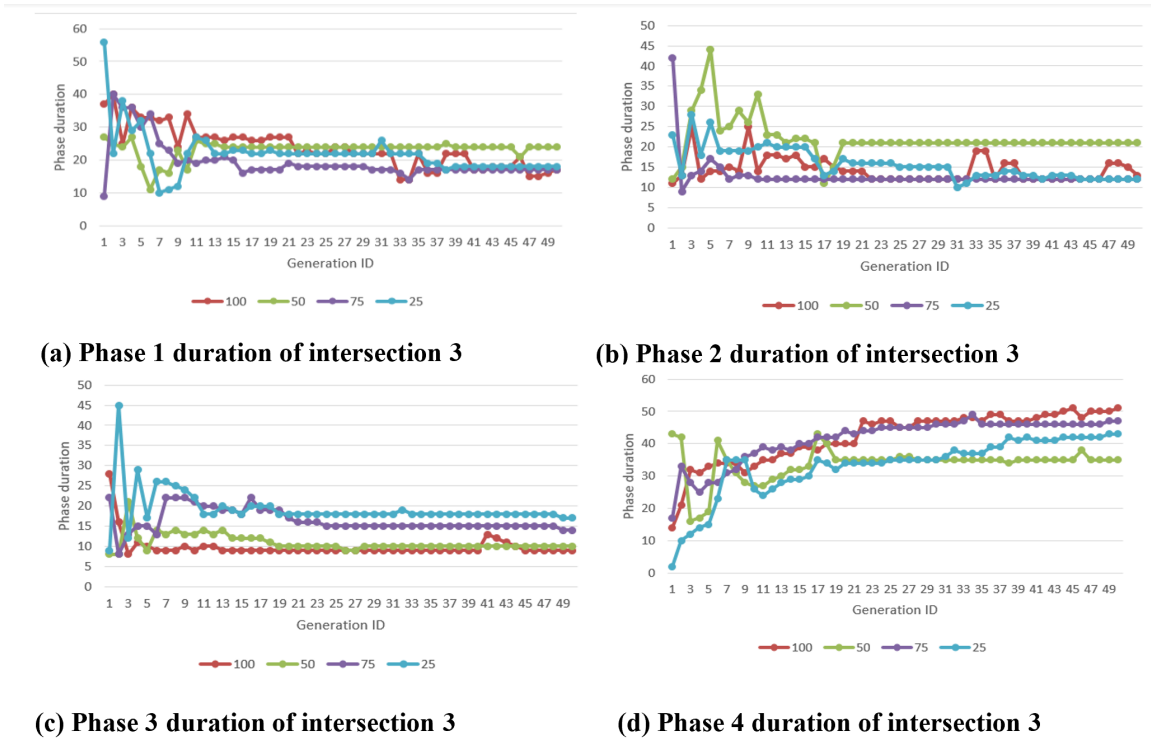 60
50
40
30
20
10
0
Phase duration
1 3 5 7 9 11 13 15 17 19 21 23 25 27 29 31 33 35 37 39 41 43 45 47 49
Generation ID
100 50 75 25
(a) Phase 1 duration of intersection 3
50
45
40
35
30
25
20
15
10
5
0
Phase duration
1 3 5 7 9 11 13 15 17 19 21 23 25 27 29 31 33 35 37 39 41 43 45 47 49
Generation ID
100 50 75 25
(b) Phase 2 duration of intersection 3
50
45
40
35
30
25
20
15
10
5
0
Phase duration
1 3 5 7 9 11 13 15 17 19 21 23 25 27 29 31 33 35 37 39 41 43 45 47 49
Generation ID
100 50 75 25
(c) Phase 3 duration of intersection 3
60
50
40
30
20
10
0
Phase duration
1 3 5 7 9 11 13 15 17 19 21 23 25 27 29 31 33 35 37 39 41 43 45 47 49
Generation ID
100 50 75 25
(d) Phase 4 duration of intersection 3